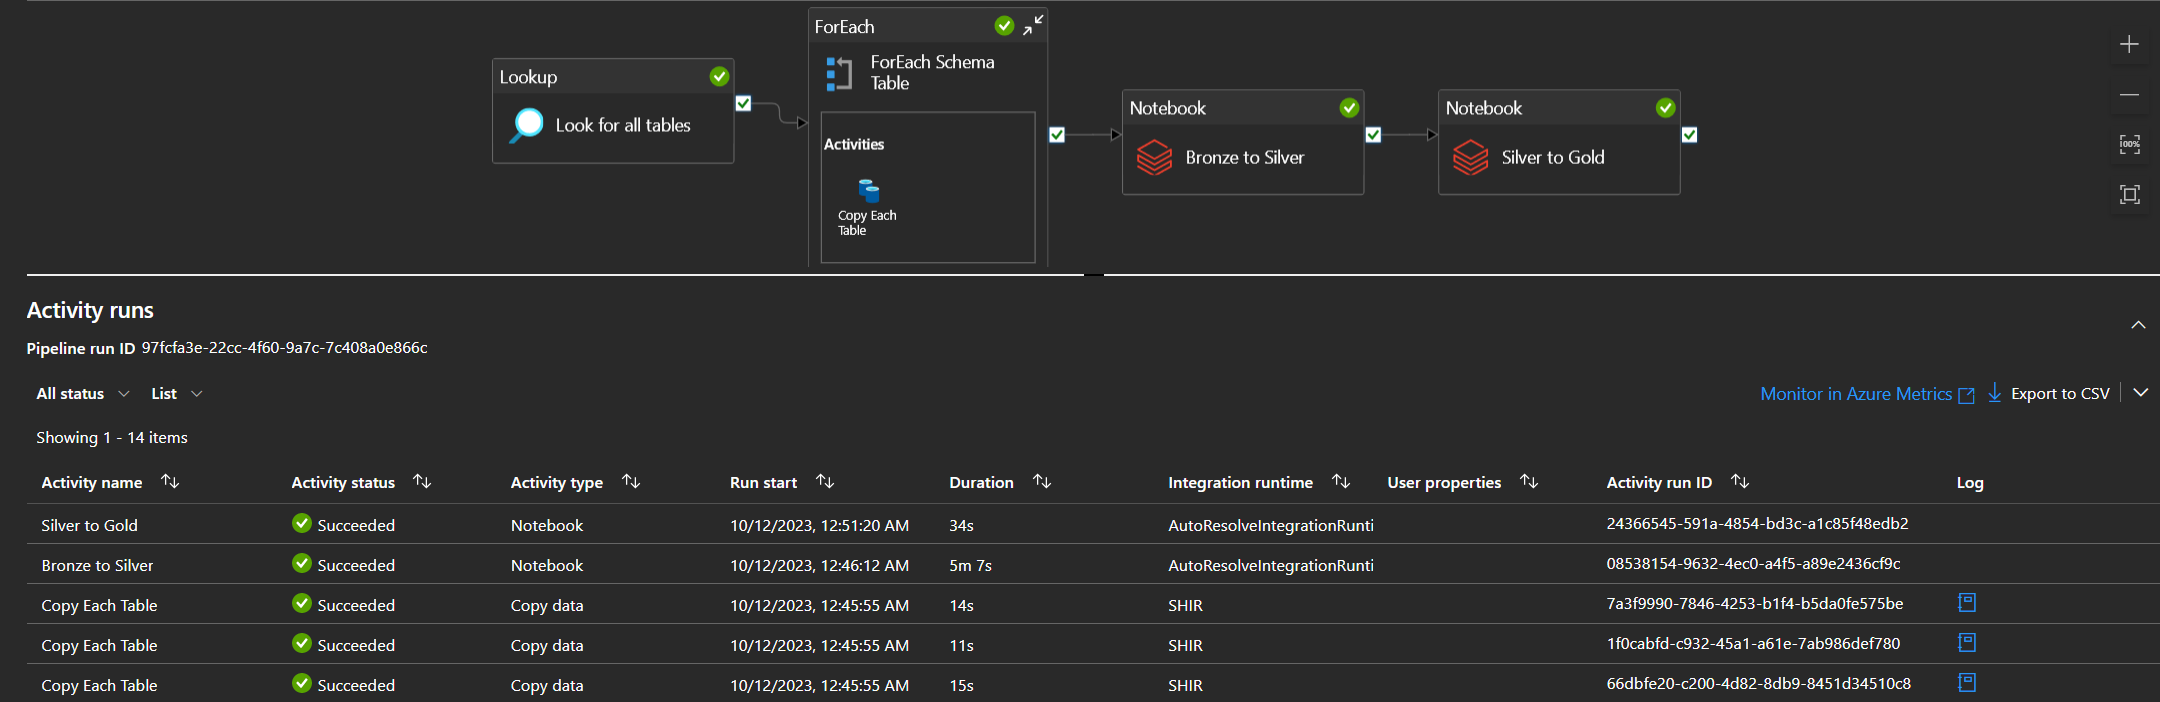 ForEach
ForEach Schema
Table
Lookup
Look for all tables
Activities
Copy Each
Table
Notebook
Bronze to Silver
Notebook
Silver to Gold
100%
Activity runs
Pipeline run ID 97fcfa3e-22cc-4f60-9a7c-7c408a0e866c
All status List
Monitor in Azure Metrics Export to CSV
Showing 1 - 14 items
Activity name Activity status Activity type Run start Duration Integration runtime User properties Activity run ID Log
Silver to Gold Succeeded Notebook 10/12/2023, 12:51:20 AM 34s AutoResolveIntegrationRunti 24366545-591a-4854-bd3c-a1c85f48edb2
Bronze to Silver Succeeded Notebook 10/12/2023, 12:46:12 AM 5m 7s AutoResolveIntegrationRunti 08538154-9632-4ec0-a4f5-a89e2436cf9c
Copy Each Table Succeeded Copy data 10/12/2023, 12:45:55 AM 14s SHIR 7a3f9990-7846-4253-b1f4-b5da0fe575be
Copy Each Table Succeeded Copy data 10/12/2023, 12:45:55 AM 11s SHIR 1f0cabfd-c932-45a1-a61e-7ab986def780
Copy Each Table Succeeded Copy data 10/12/2023, 12:45:55 AM 15s SHIR 66dbfe20-c200-4d82-8db9-8451d34510c8